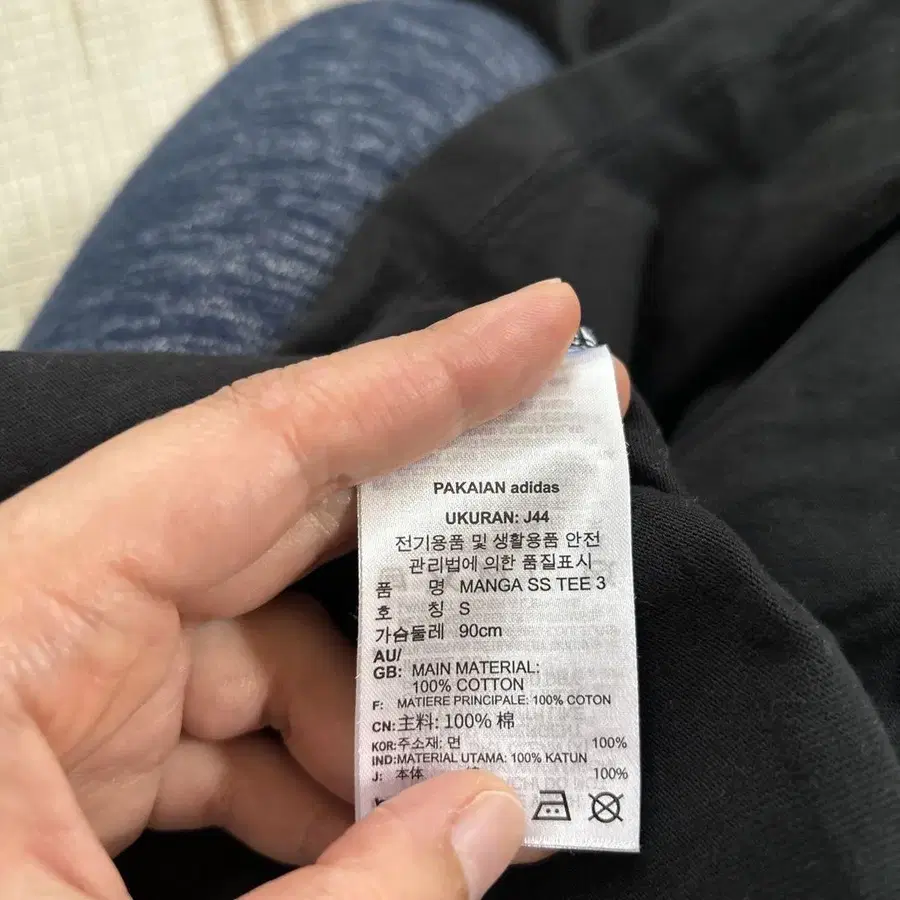 PAKAIAN adidas
UKURAN: J44
전기용품 및 생활용품 안전
관리법에 의한 품질표시
품 명 MANGA SS TEE 3
호 칭 S
가슴둘레 90cm
AU/
GB: MAIN MATERIAL:
100% COTTON
F: MATIERE PRINCIPALE: 100% COTON
CN:主料: 100% 棉
KOR:주소재: 면 100%
IND:MATERIAL UTAMA: 100% KATUN
J: 本体 100%